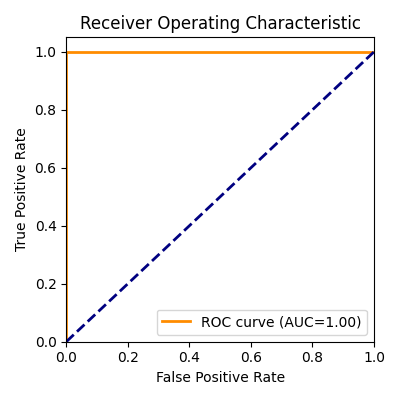 Receiver Operating Characteristic
1.0
0.8
0.6
0.4
0.2
0.0
True Positive Rate
ROC curve (AUC=1.00)
0.0 0.2 0.4 0.6 0.8 1.0
False Positive Rate